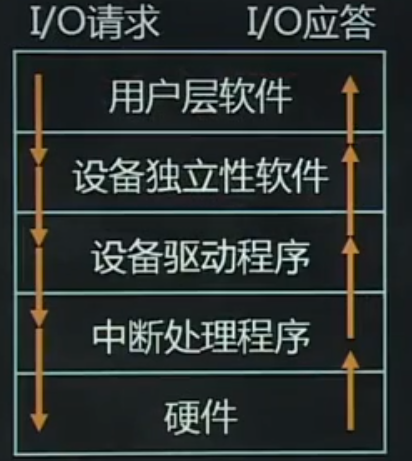 I/O请求 I/O应答
用户层软件
设备独立性软件
设备驱动程序
中断处理程序
硬件